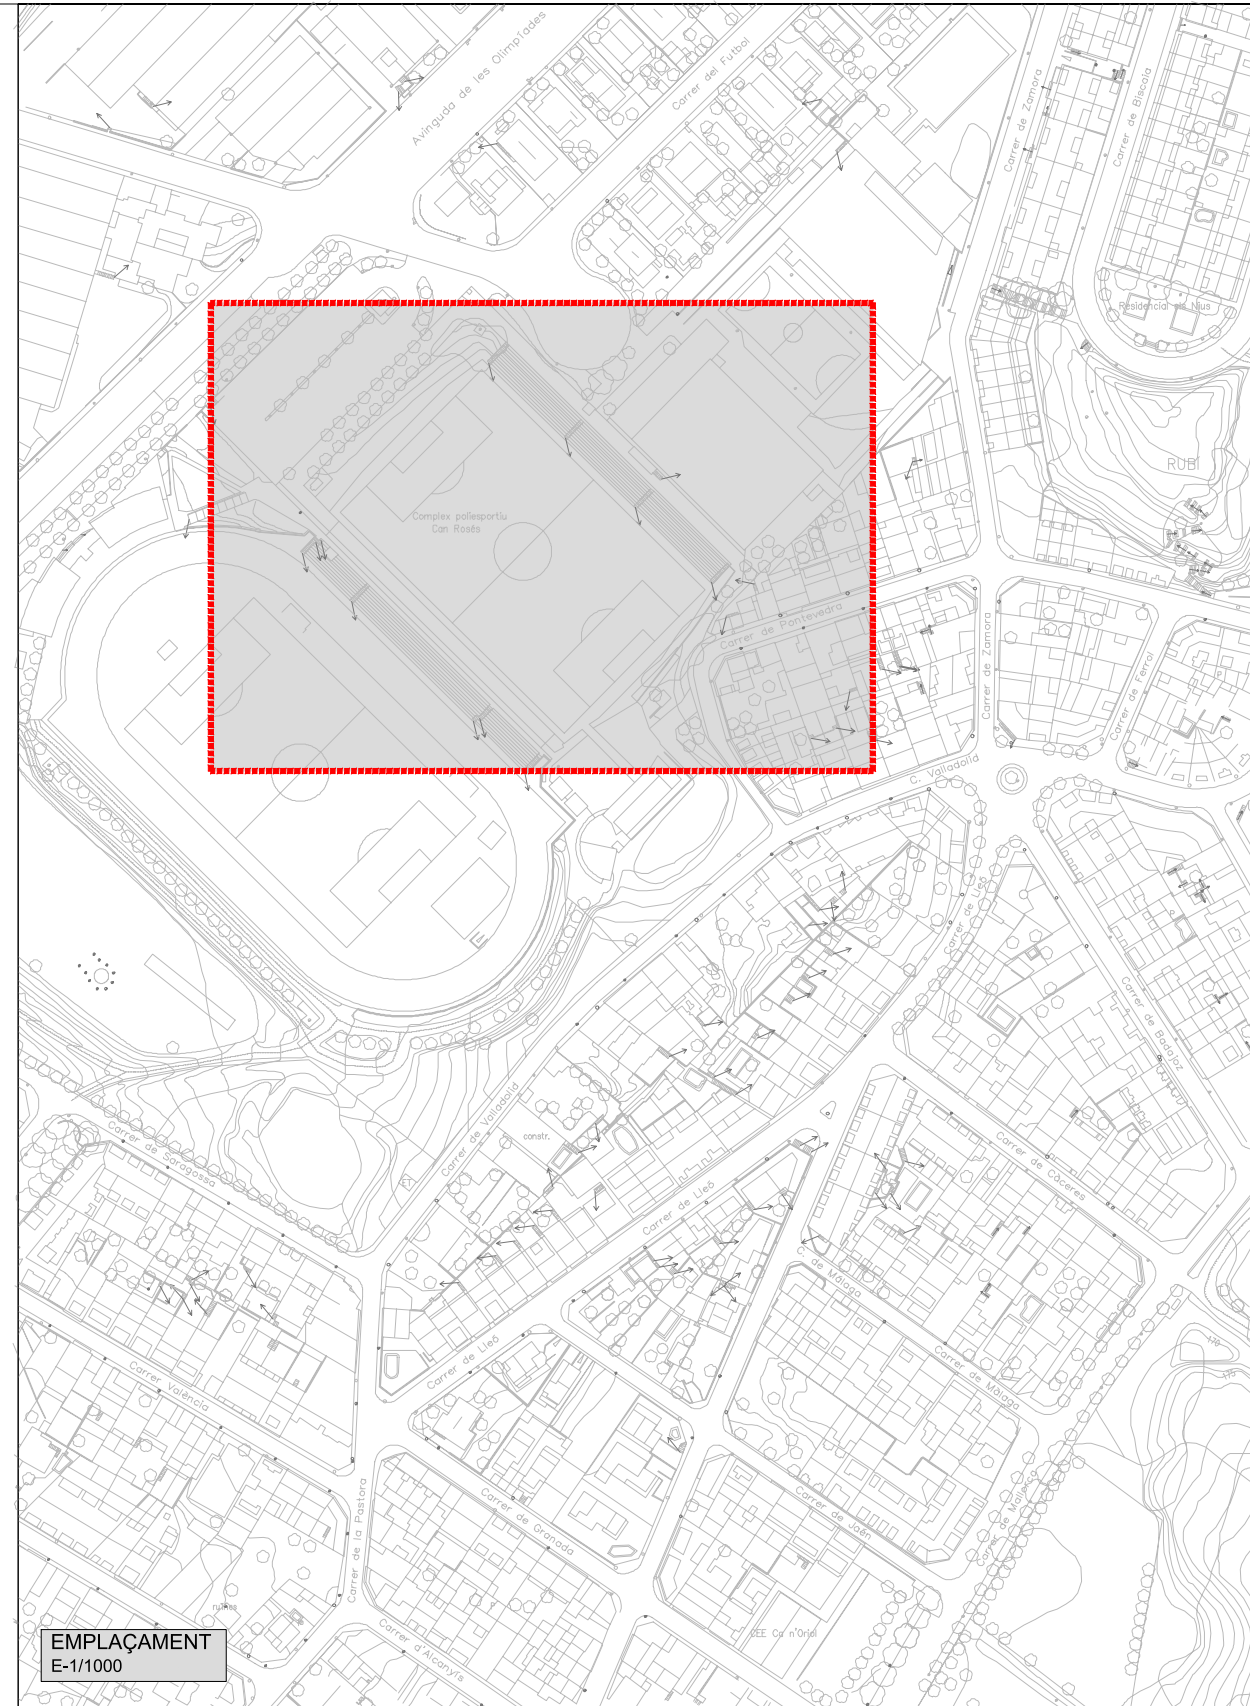 Avinguda de les Olimpíades
Carrer del Futbol
Carrer de Zamora
Carrer de Biscaia
Residencial els Nius
RUBÍ
Complex poliesportiu
Can Rosés
Carrer de Pontevedra
Carrer de Zamora
Carrer de Ferrol
P
C. Valladolid
Carrer de Lleó
Carrer de Badajoz
Carrer de Valladolid
constr.
Carrer de Saragossa
ET
Carrer de Càceres
Carrer de Lleó
C.
de Màlaga
Carrer de Màlaga
Carrer de Lleó
Carrer València
176
175
Carrer de la Pastora
Carrer de Granada
Carrer de Jaén
Carrer de Mallorca
ruïnes
P
CEE Ca n'Oriol
Carrer d'Alcanyís
EMPLAÇAMENT
E-1/1000